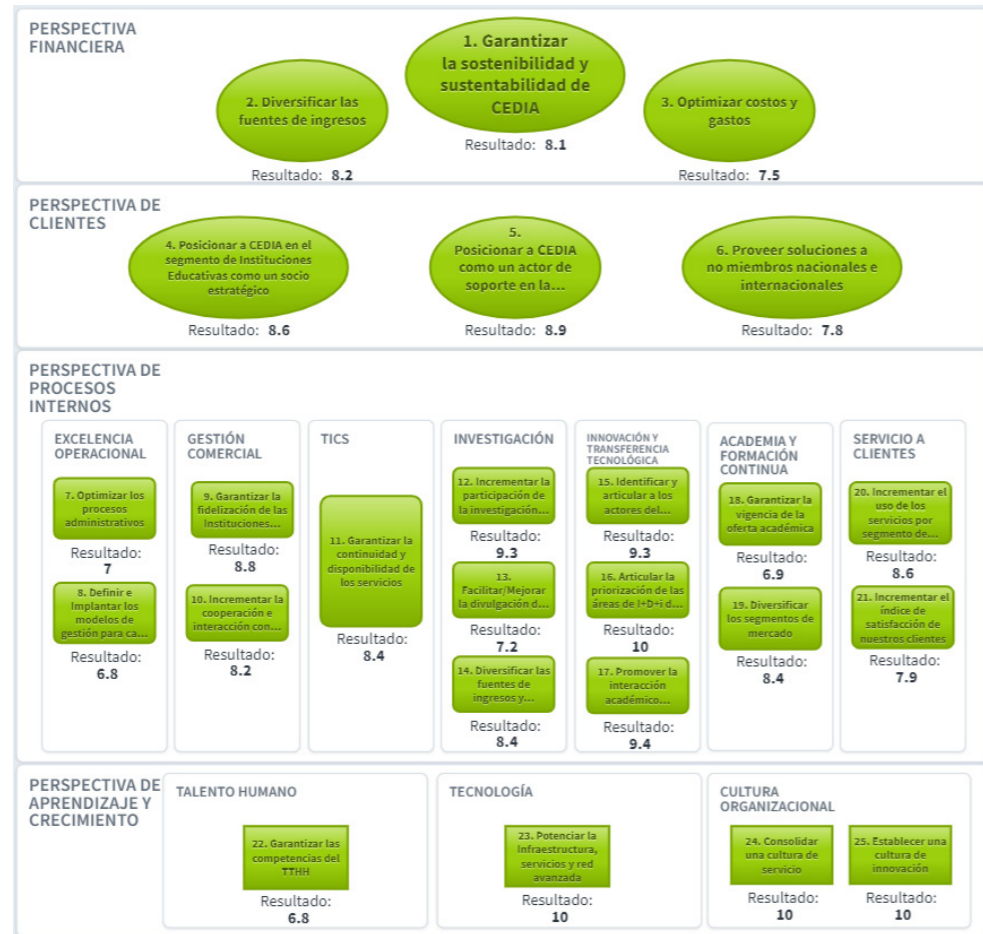 PERSPECTIVA
FINANCIERA
1. Garantizar
la sostenibilidad y
sustentabilidad de
CEDIA
Resultado: 8.1
2. Diversificar las
fuentes de ingresos
Resultado: 8.2
3. Optimizar costos y
gastos
Resultado: 7.5
PERSPECTIVA DE
CLIENTES
4. Posicionar a CEDIA en el
segmento de Instituciones
Educativas como un socio
estratégico
Resultado: 8.6
5.
Posicionar a CEDIA
como un actor de
soporte en la...
Resultado: 8.9
6. Proveer soluciones a
no miembros nacionales e
internacionales
Resultado: 7.8
PERSPECTIVA DE
PROCESOS
INTERNOS
EXCELENCIA
OPERACIONAL
7. Optimizar los
procesos
administrativos
Resultado:
7
8. Definir e
Implantar los
modelos de
gestión para ca...
Resultado:
6.8
GESTIÓN
COMERCIAL
9. Garantizar la
fidelización de las
Instituciones...
Resultado:
8.8
10. Incrementar la
cooperación e
interacción con...
Resultado:
8.2
TICS
11. Garantizar la
continuidad y
disponibilidad de
los servicios
Resultado:
8.4
INVESTIGACIÓN
12. Incrementar la
participación de
la investigación...
Resultado:
9.3
13.
Facilitar/Mejorar
la divulgación d...
Resultado:
7.2
14. Diversificar las
fuentes de
ingresos y...
Resultado:
8.4
INNOVACIÓN Y
TRANSFERENCIA
TECNOLÓGICA
15. Identificar y
articular a los
actores del...
Resultado:
9.3
16. Articular la
priorización de las
áreas de I+D+i d...
Resultado:
10
17. Promover la
interacción
académico...
Resultado:
9.4
ACADEMIA Y
FORMACIÓN
CONTINUA
18. Garantizar la
vigencia de la
oferta académica
Resultado:
6.9
19. Diversificar
los segmentos de
mercado
Resultado:
8.4
SERVICIO A
CLIENTES
20. Incrementar el
uso de los
servicios por
segmento de...
Resultado:
8.6
21. Incrementar el
índice de
satisfacción de
nuestros clientes
Resultado:
7.9
PERSPECTIVA DE
APRENDIZAJE Y
CRECIMIENTO
TALENTO HUMANO
22. Garantizar las
competencias del
TTHH
Resultado:
6.8
TECNOLOGÍA
23. Potenciar la
Infraestructura,
servicios y red
avanzada
Resultado:
10
CULTURA
ORGANIZACIONAL
24. Consolidar
una cultura de
servicio
Resultado:
10
25. Establecer una
cultura de
innovación
Resultado:
10